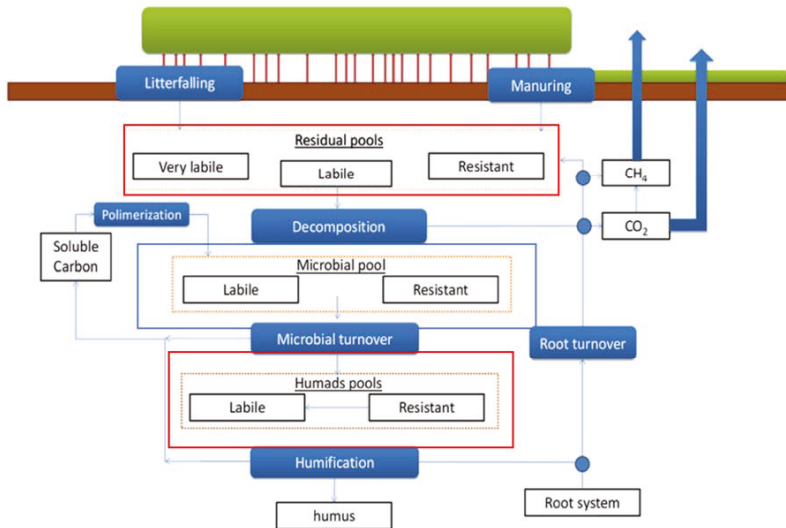 Litterfalling
Manuring
Residual pools
Very labile
Labile
Resistant
CH4
Polimerization
Decomposition
CO2
Soluble
Carbon
Microbial pool
Labile
Resistant
Microbial turnover
Root turnover
Humads pools
Labile
Resistant
Humification
humus
Root system